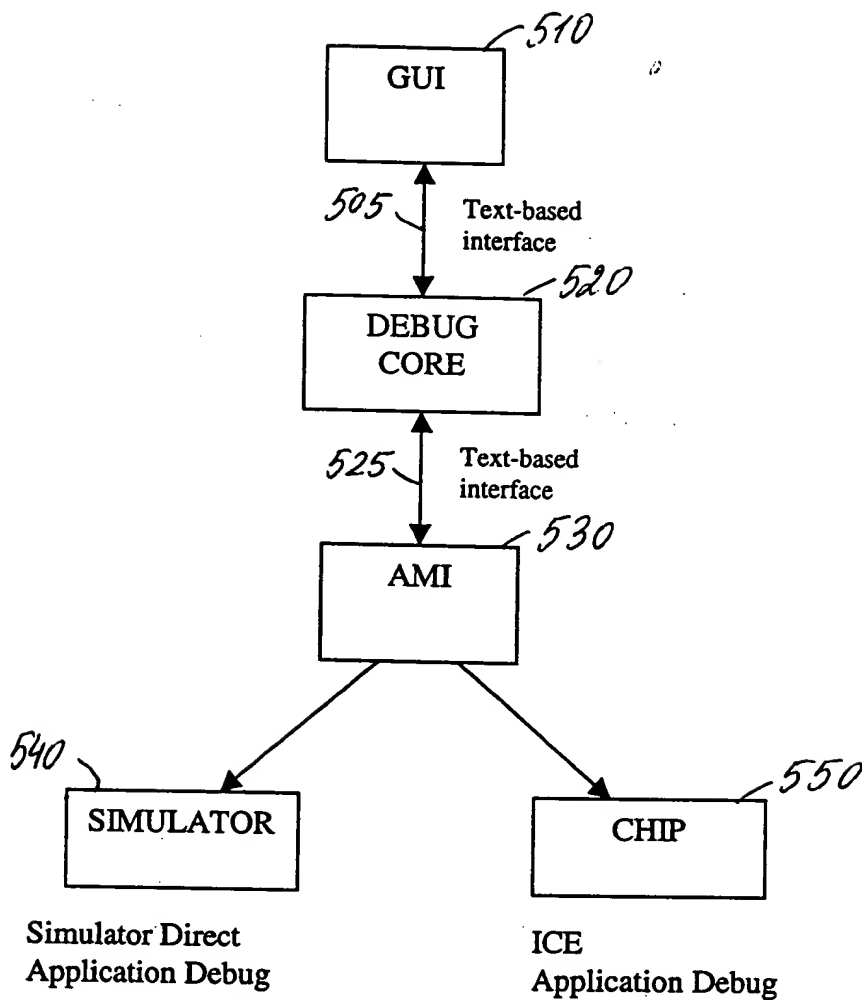 510
GUI
505
Text-based
interface
520
DEBUG
CORE
525
Text-based
interface
530
AMI
540
SIMULATOR
550
CHIP
Simulator Direct
Application Debug
ICE
Application Debug